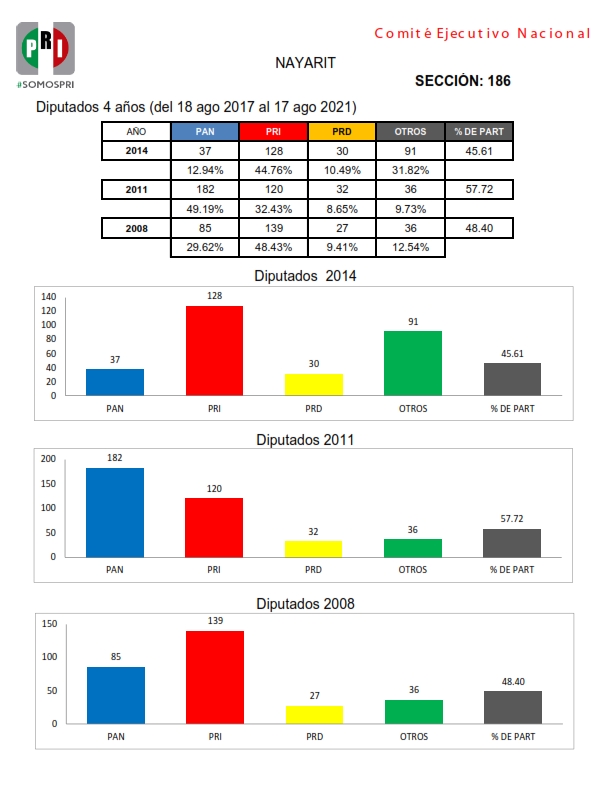 Comité Ejecutivo Nacional
PRI
#SOMOSPRI
NAYARIT
SECCIÓN: 186
Diputados 4 años (del 18 ago 2017 al 17 ago 2021)
AÑO PAN PRI PRD OTROS % DE PART
2014 37 128 30 91 45.61
12.94% 44.76% 10.49% 31.82%
2011 182 120 32 36 57.72
49.19% 32.43% 8.65% 9.73%
2008 85 139 27 36 48.40
29.62% 48.43% 9.41% 12.54%
Diputados 2014
140
120
100
80
60
40
20
0
37 128 30 91 45.61
PAN PRI PRD OTROS % DE PART
Diputados 2011
200
150
100
50
0
182 120 32 36 57.72
PAN PRI PRD OTROS % DE PART
Diputados 2008
150
100
50
0
85 139 27 36 48.40
PAN PRI PRD OTROS % DE PART